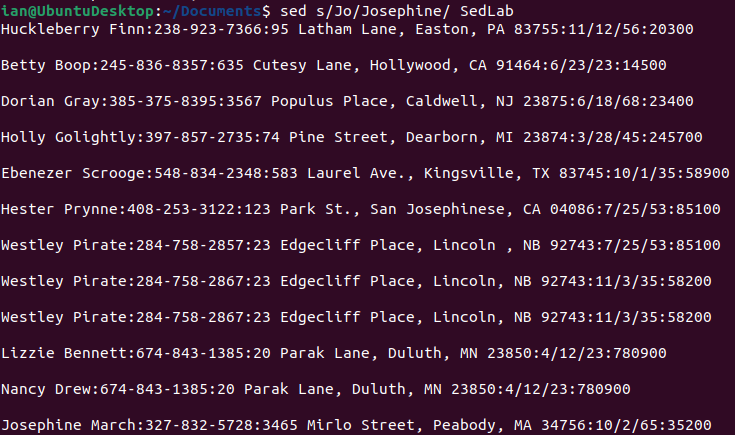 ian@UbuntuDesktop:~/Documents$ sed s/Jo/Josephine/ SedLab
Huckleberry Finn:238-923-7366:95 Latham Lane, Easton, PA 83755:11/12/56:20300
Betty Boop:245-836-8357:635 Cutesy Lane, Hollywood, CA 91464:6/23/23:14500
Dorian Gray:385-375-8395:3567 Populus Place, Caldwell, NJ 23875:6/18/68:23400
Holly Golightly:397-857-2735:74 Pine Street, Dearborn, MI 23874:3/28/45:245700
Ebenezer Scrooge:548-834-2348:583 Laurel Ave., Kingsville, TX 83745:10/1/35:58900
Hester Prynne:408-253-3122:123 Park St., San Josephinese, CA 04086:7/25/53:85100
Westley Pirate:284-758-2857:23 Edgecliff Place, Lincoln , NB 92743:7/25/53:85100
Westley Pirate:284-758-2867:23 Edgecliff Place, Lincoln, NB 92743:11/3/35:58200
Westley Pirate:284-758-2867:23 Edgecliff Place, Lincoln, NB 92743:11/3/35:58200
Lizzie Bennett:674-843-1385:20 Parak Lane, Duluth, MN 23850:4/12/23:780900
Nancy Drew:674-843-1385:20 Parak Lane, Duluth, MN 23850:4/12/23:780900
Josephine March:327-832-5728:3465 Mirlo Street, Peabody, MA 34756:10/2/65:35200